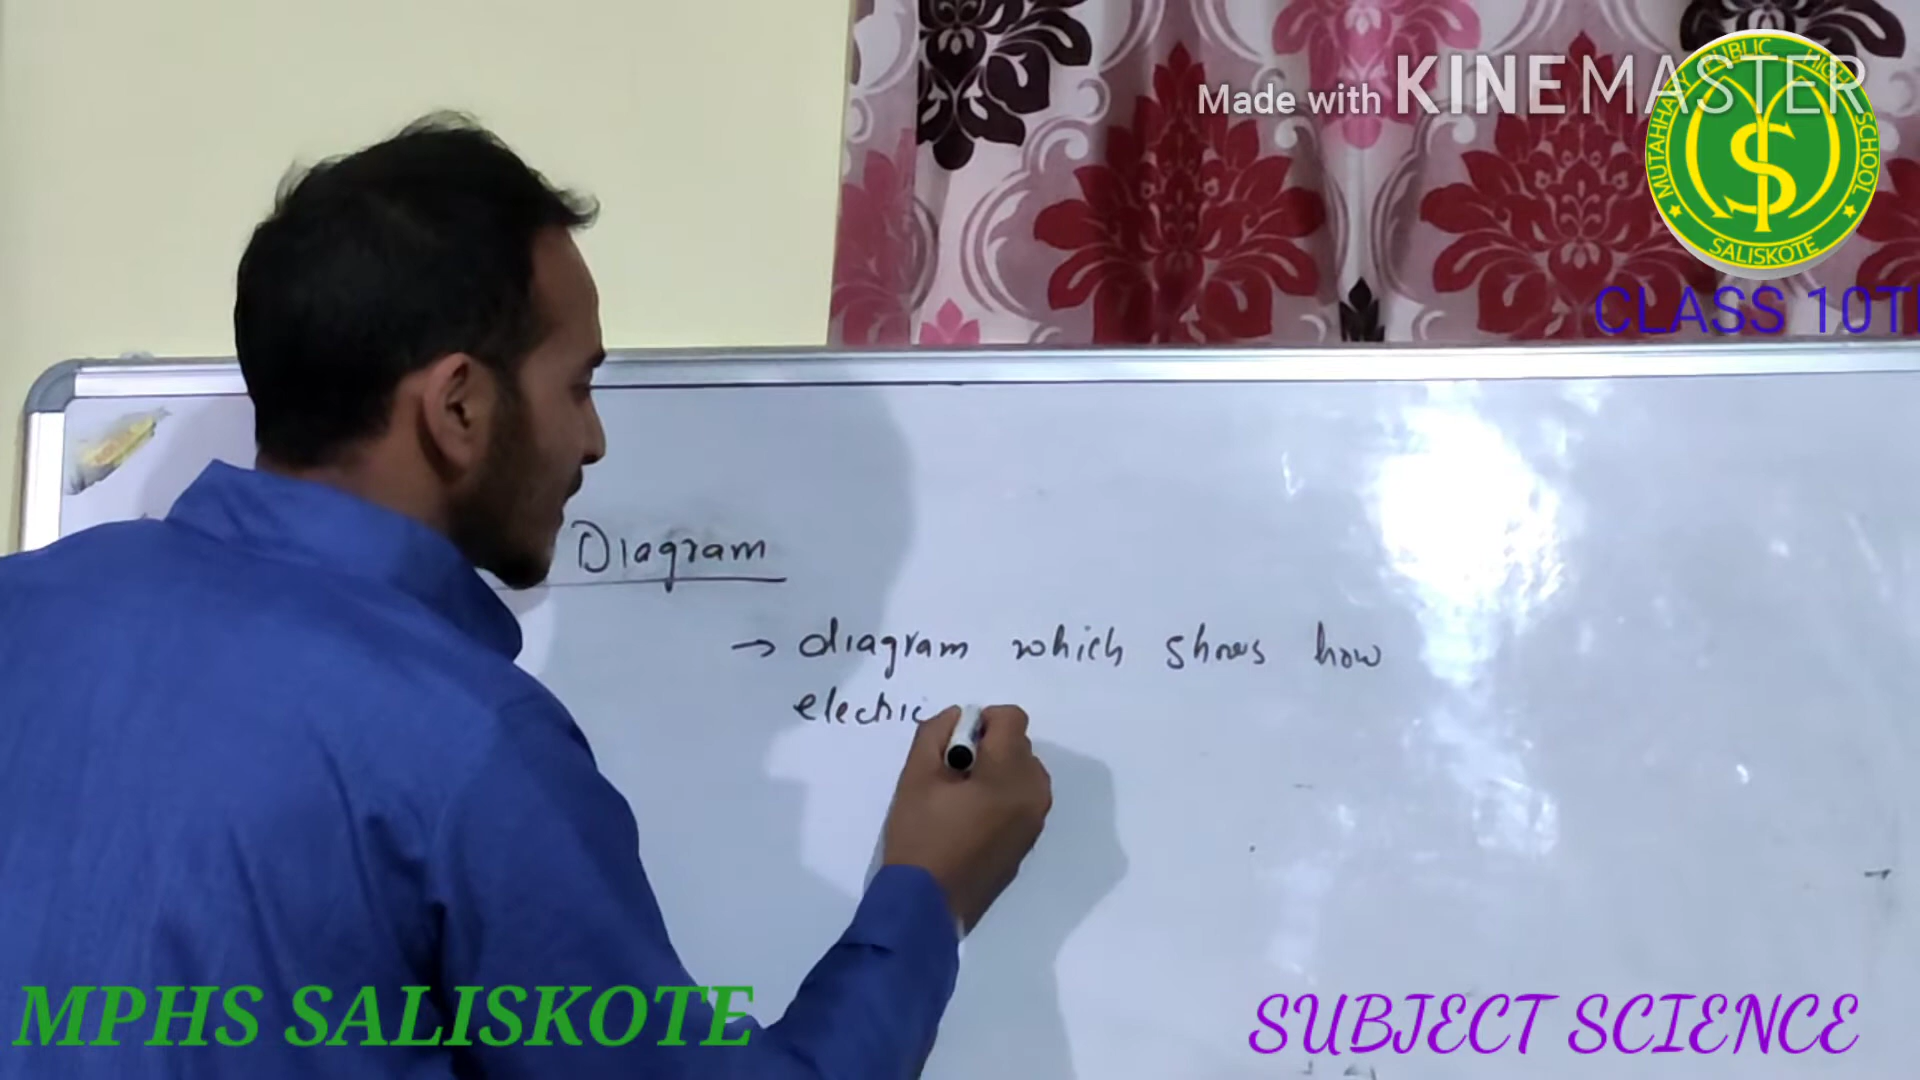 Made with KINEMASTER
MUTAHHARY PUBLIC HIGH SCHOOL
SALISKOTE
CLASS 10T
Diagram
→ diagram which shows how
electric
MPHS SALISKOTE
SUBJECT SCIENCE